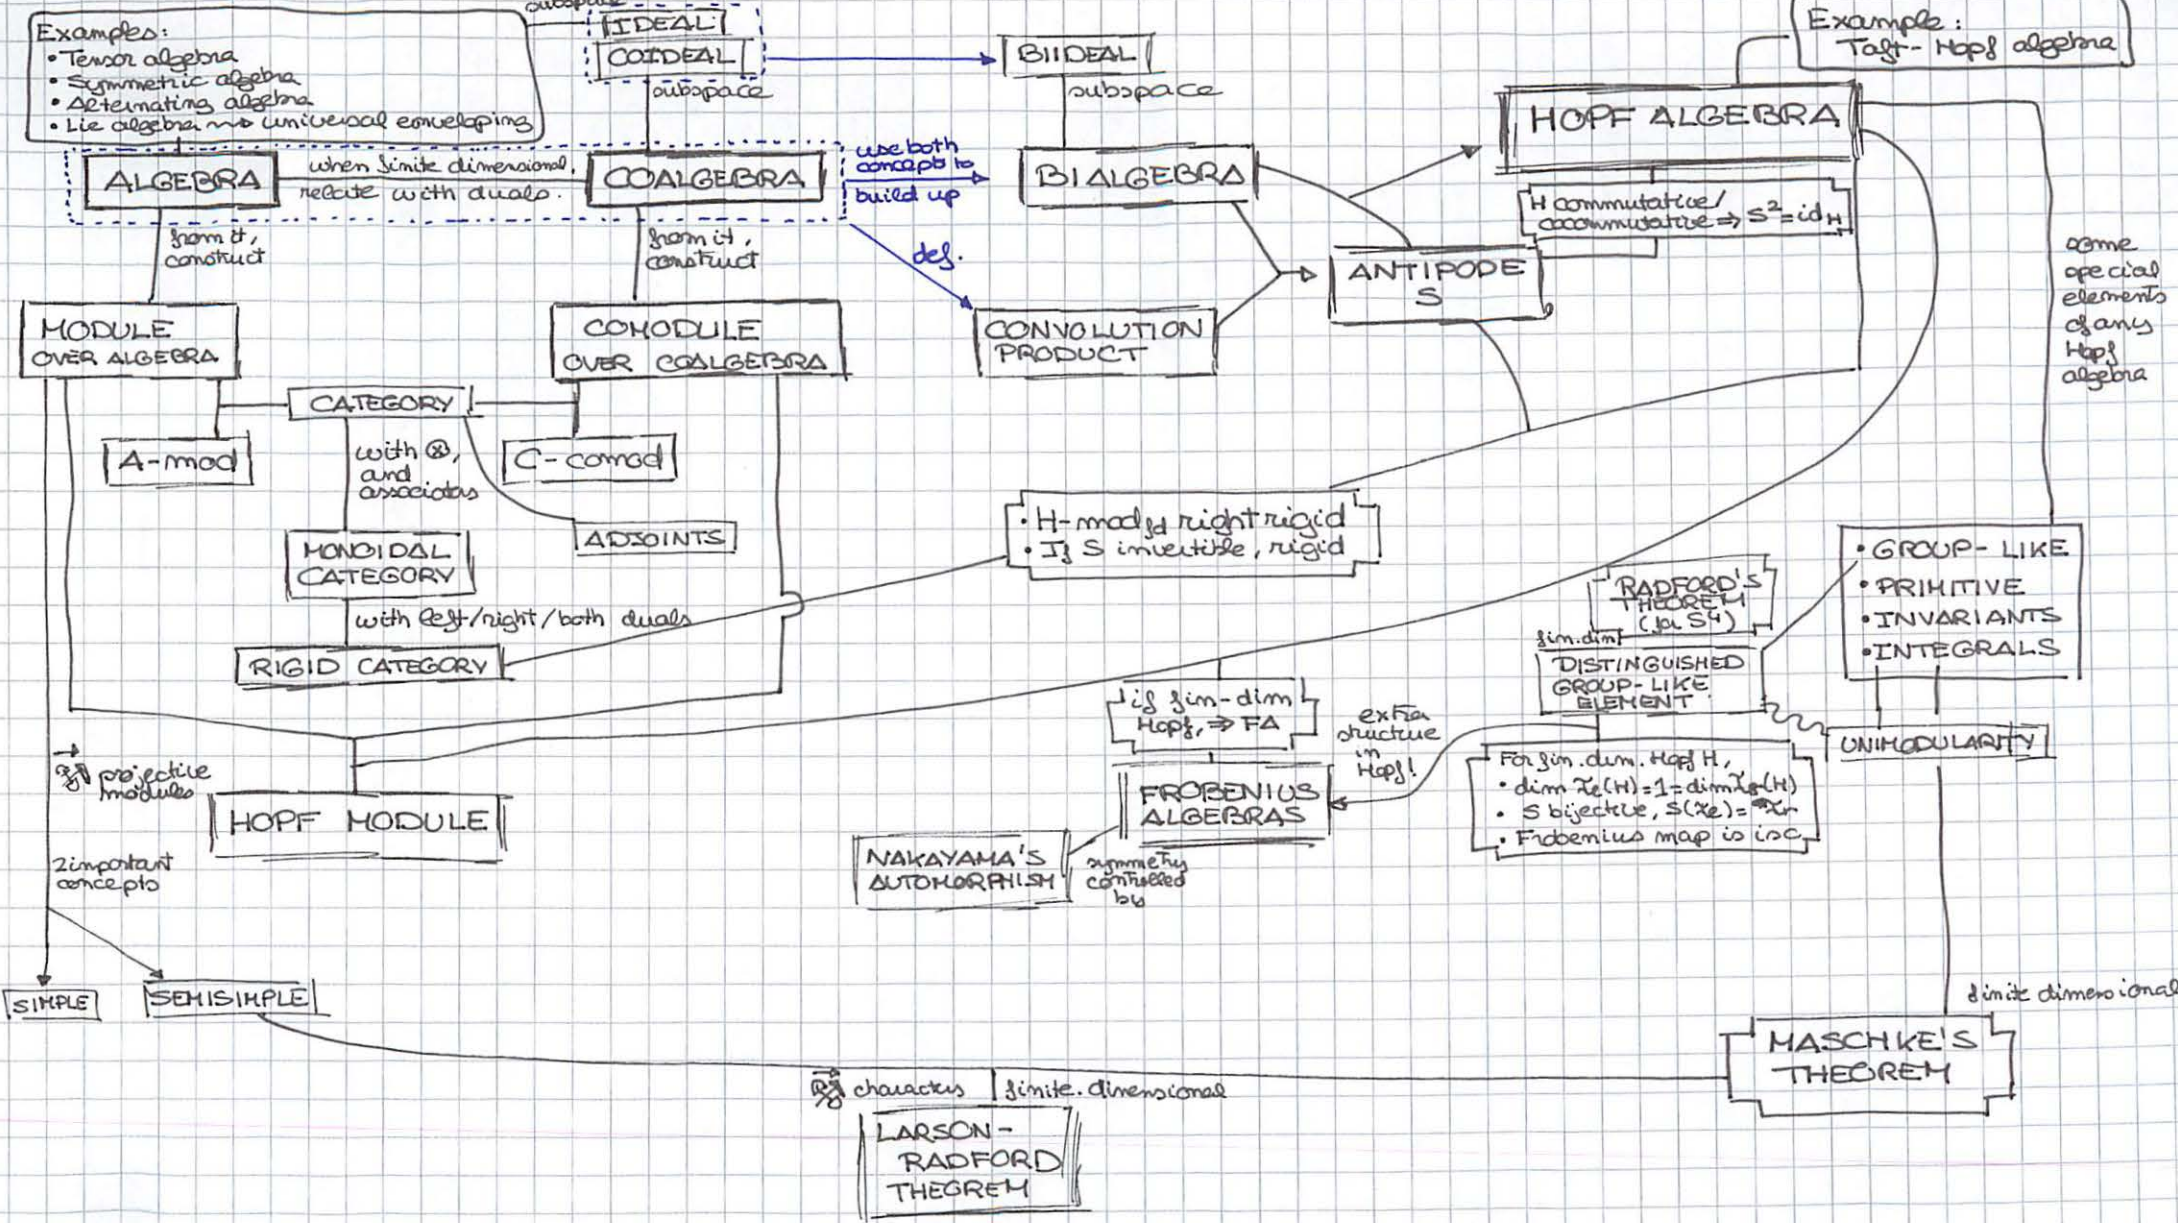 subspace
Examples:
• Tensor algebra
• Symmetric algebra
• Alternating algebra
• Lie algebra ⇝ universal enveloping
IDEAL
COIDEAL
subspace
BIIDEAL
subspace
Example:
Taft-Hopf algebra
HOPF ALGEBRA
ALGEBRA
when finite dimensional,
relate with duals.
COALGEBRA
use both
concepts to
build up
BIALGEBRA
H commutative/
cocommutative ⇒ S²=id_H
from it,
construct
from it,
construct
def.
ANTIPODE
S
some
special
elements
of any
Hopf
algebra
MODULE
OVER ALGEBRA
COMODULE
OVER COALGEBRA
CONVOLUTION
PRODUCT
CATEGORY
A-mod
with ⊗,
and
associatos
C-comod
ADJOINTS
MONOIDAL
CATEGORY
with left/right/both duals
RIGID CATEGORY
• H-mod_fd right rigid
• If S invertible, rigid
• GROUP-LIKE
• PRIMITIVE
• INVARIANTS
• INTEGRALS
RADFORD'S
THEOREM
(for S⁴)
fin.dim
DISTINGUISHED
GROUP-LIKE
ELEMENT
UNIMODULARITY
if fin-dim
Hopf, ⇒ FA
extra
structure
in
Hopf!
For fin. dim. Hopf H,
• dim I_e(H)=1=dim I_r(H)
• S bijective, S(I_e)=I_r
• Frobenius map is iso
FROBENIUS
ALGEBRAS
symmetry
controlled
by
NAKAYAMA'S
AUTOMORPHISM
projective
modules
HOPF MODULE
2 important
concepts
SIMPLE
SEMISIMPLE
finite dimensional
MASCHKE'S
THEOREM
characters
finite-dimensional
LARSON-
RADFORD
THEOREM